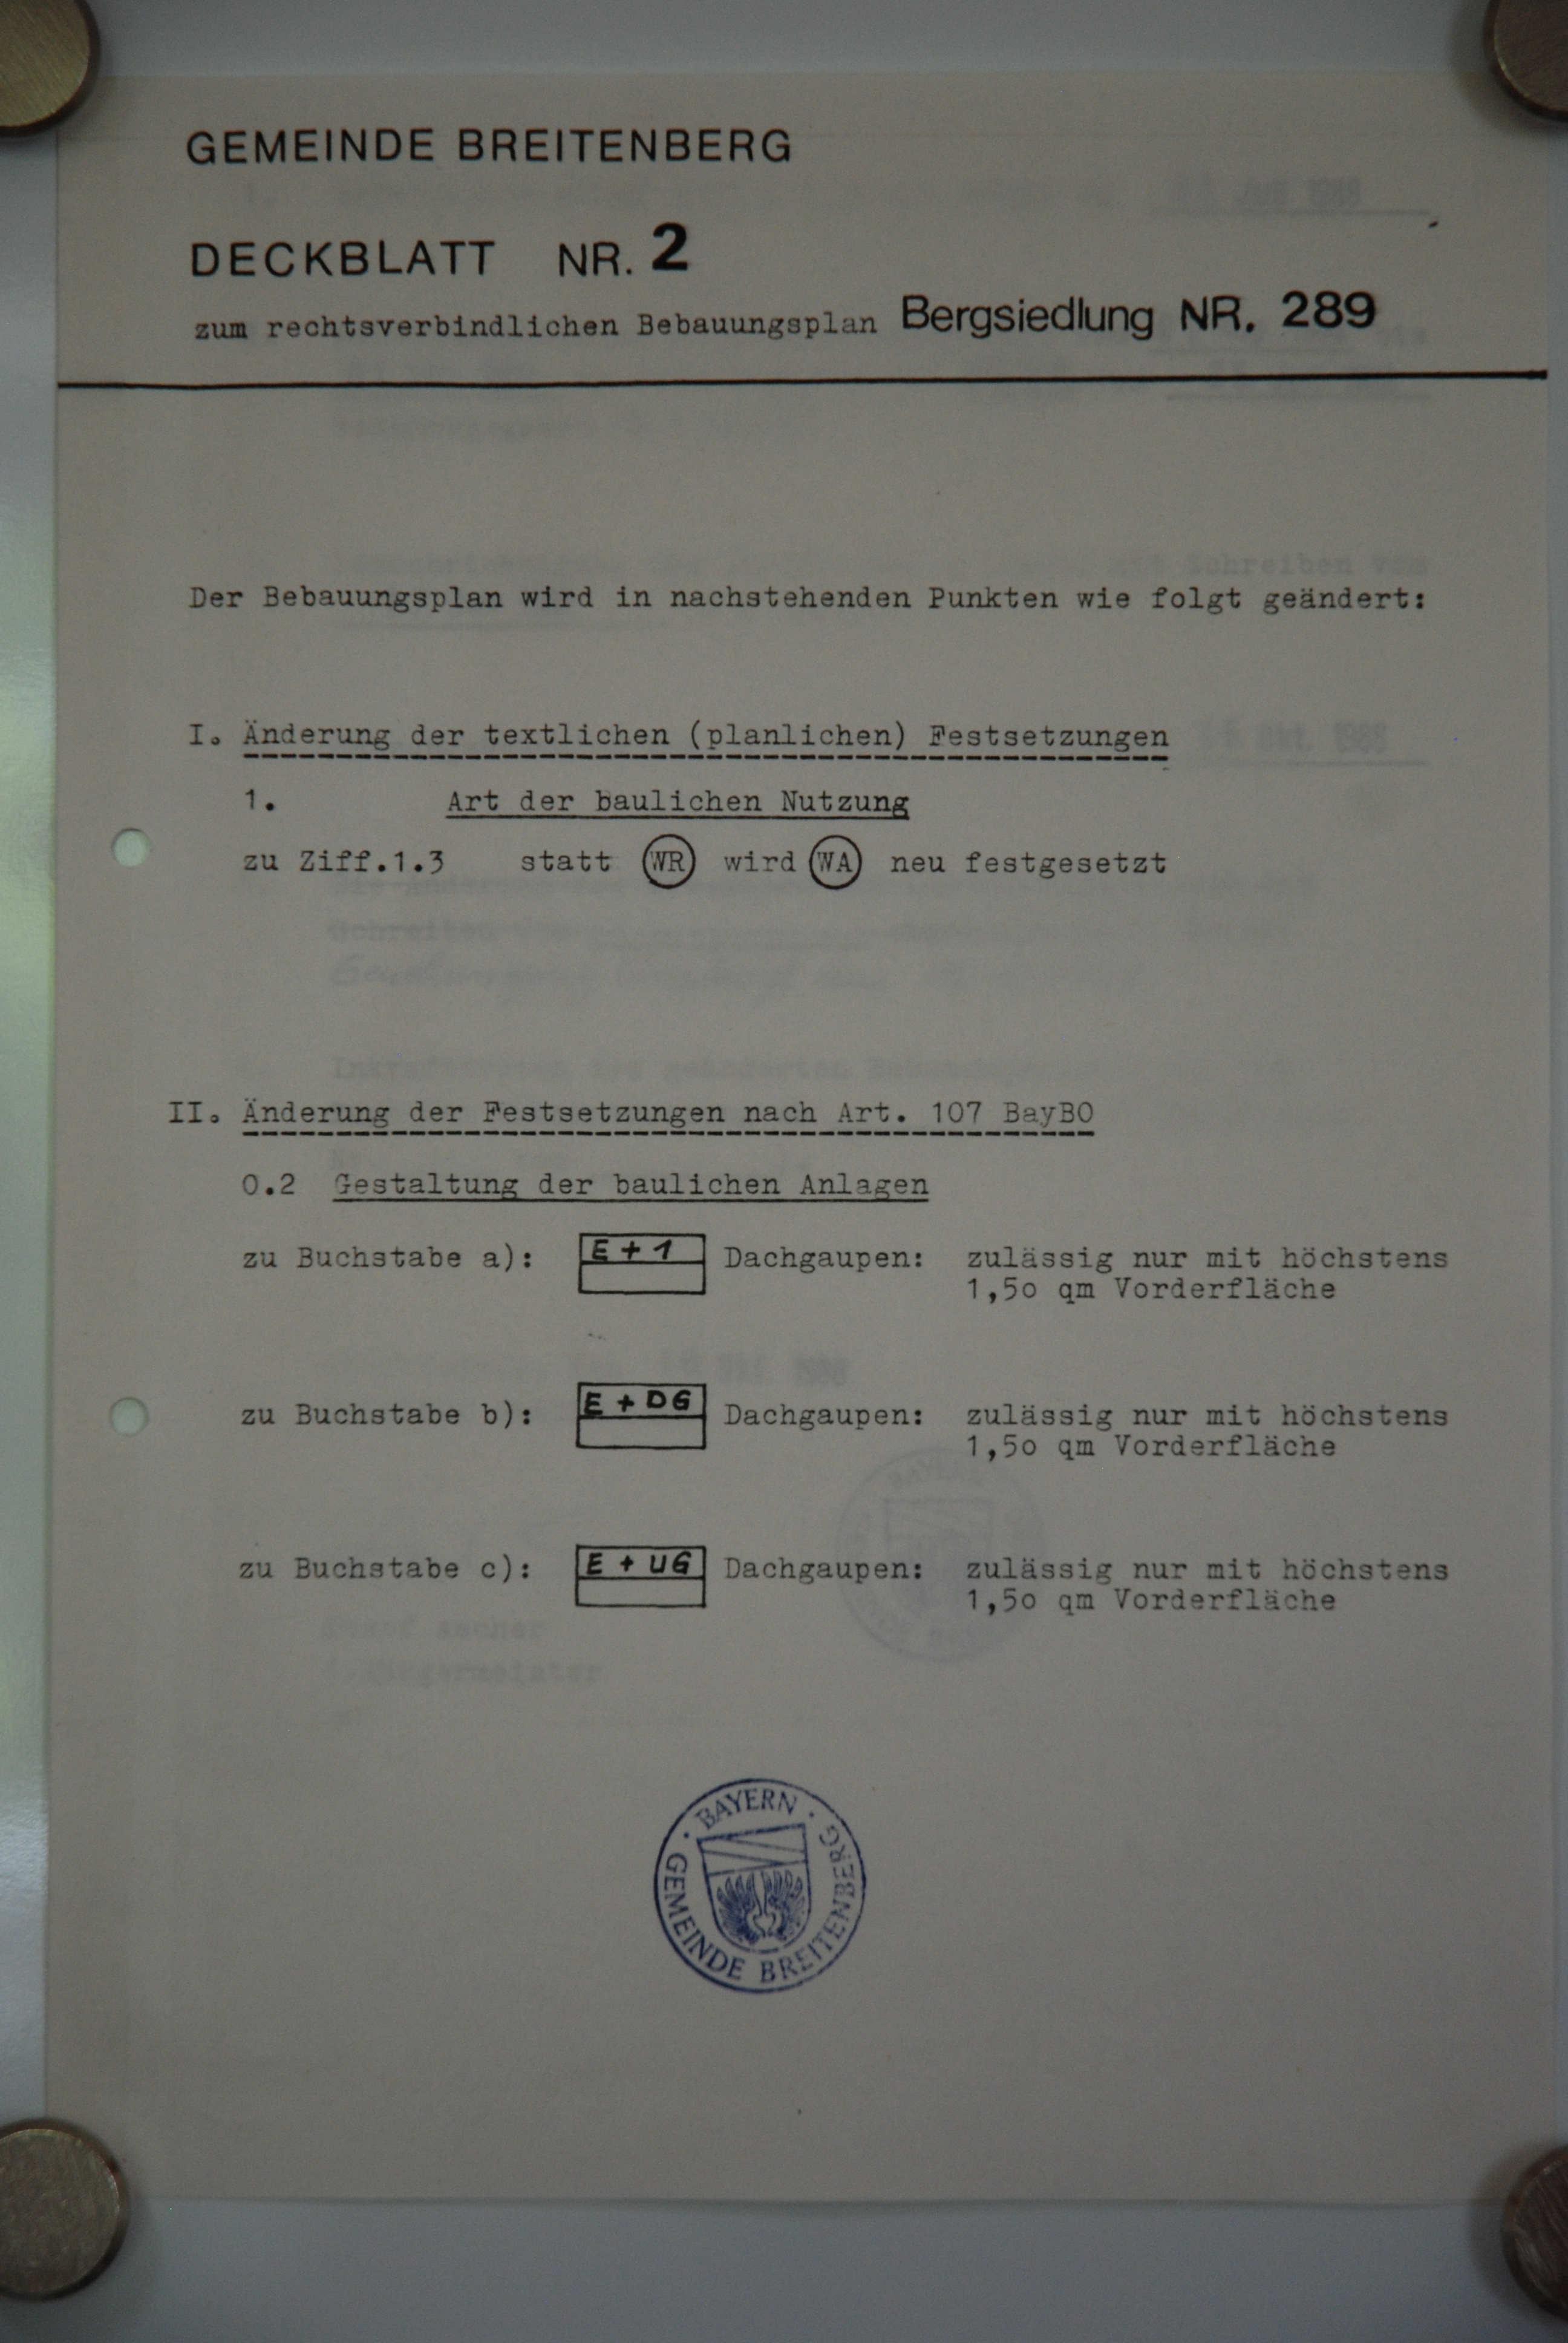 GEMEINDE BREITENBERG
DECKBLATT NR. 2
zum rechtsverbindlichen Bebauungsplan Bergsiedlung NR. 289
Der Bebauungsplan wird in nachstehenden Punkten wie folgt geändert:
I. Änderung der textlichen (planlichen) Festsetzungen
1. Art der baulichen Nutzung
zu Ziff.1.3 statt WR wird WA neu festgesetzt
II. Änderung der Festsetzungen nach Art. 107 BayBO
0.2 Gestaltung der baulichen Anlagen
zu Buchstabe a): E + 1 Dachgaupen: zulässig nur mit höchstens
1,50 qm Vorderfläche
zu Buchstabe b): E + DG Dachgaupen: zulässig nur mit höchstens
1,50 qm Vorderfläche
zu Buchstabe c): E + UG Dachgaupen: zulässig nur mit höchstens
1,50 qm Vorderfläche
· BAYERN ·
GEMEINDE BREITENBERG